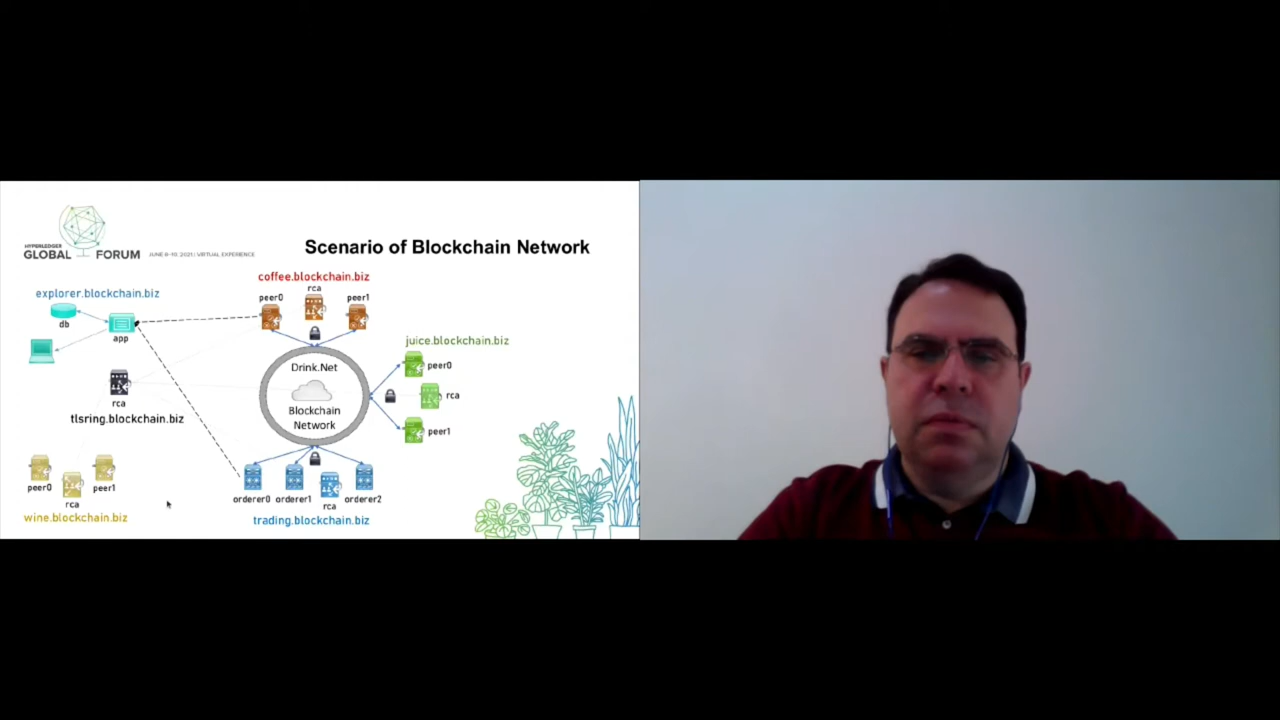 HYPERLEDGER
GLOBAL FORUM
JUNE 8-10, 2021 | VIRTUAL EXPERIENCE
Scenario of Blockchain Network
coffee.blockchain.biz
explorer.blockchain.biz
peer0
rca
peer1
db
app
juice.blockchain.biz
Drink.Net
peer0
rca
rca
tlsring.blockchain.biz
Blockchain
Network
peer1
peer0
rca
peer1
wine.blockchain.biz
orderer0
orderer1
rca
orderer2
trading.blockchain.biz